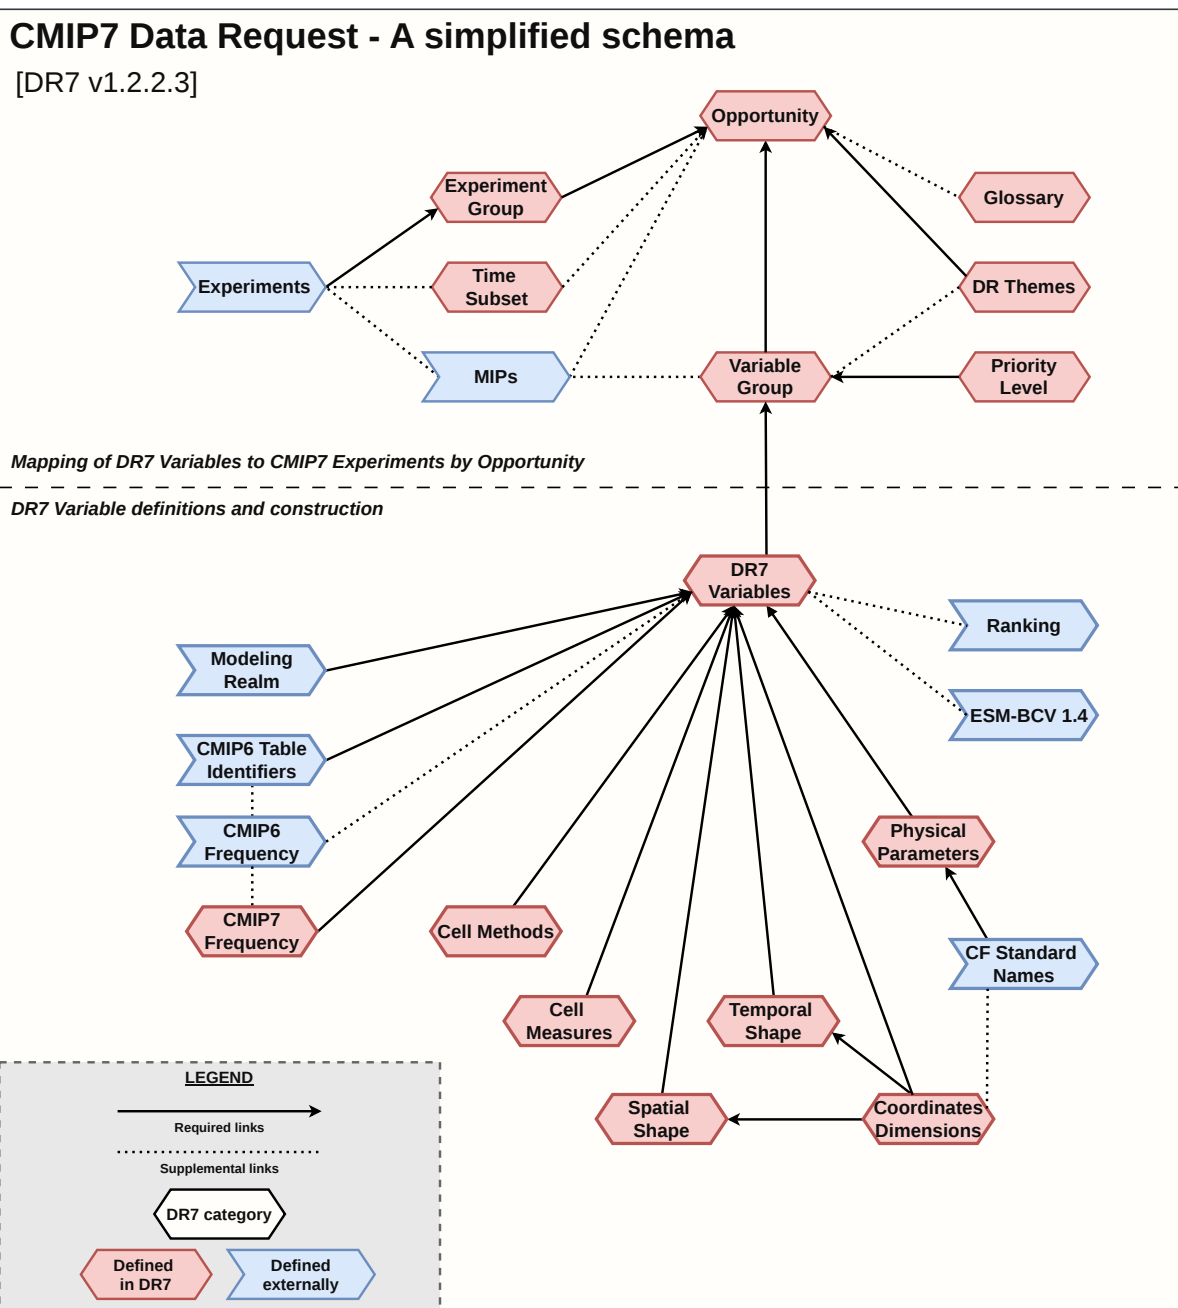 CMIP7 Data Request - A simplified schema
[DR7 v1.2.2.3]
Opportunity
Experiment
Group
Glossary
Experiments
Time
Subset
DR Themes
MIPs
Variable
Group
Priority
Level
Mapping of DR7 Variables to CMIP7 Experiments by Opportunity
DR7 Variable definitions and construction
DR7
Variables
Ranking
Modeling
Realm
ESM-BCV 1.4
CMIP6 Table
Identifiers
CMIP6
Frequency
Physical
Parameters
CMIP7
Frequency
Cell Methods
CF Standard
Names
Cell
Measures
Temporal
Shape
Spatial
Shape
Coordinates
Dimensions
LEGEND
Required links
Supplemental links
DR7 category
Defined
in DR7
Defined
externally